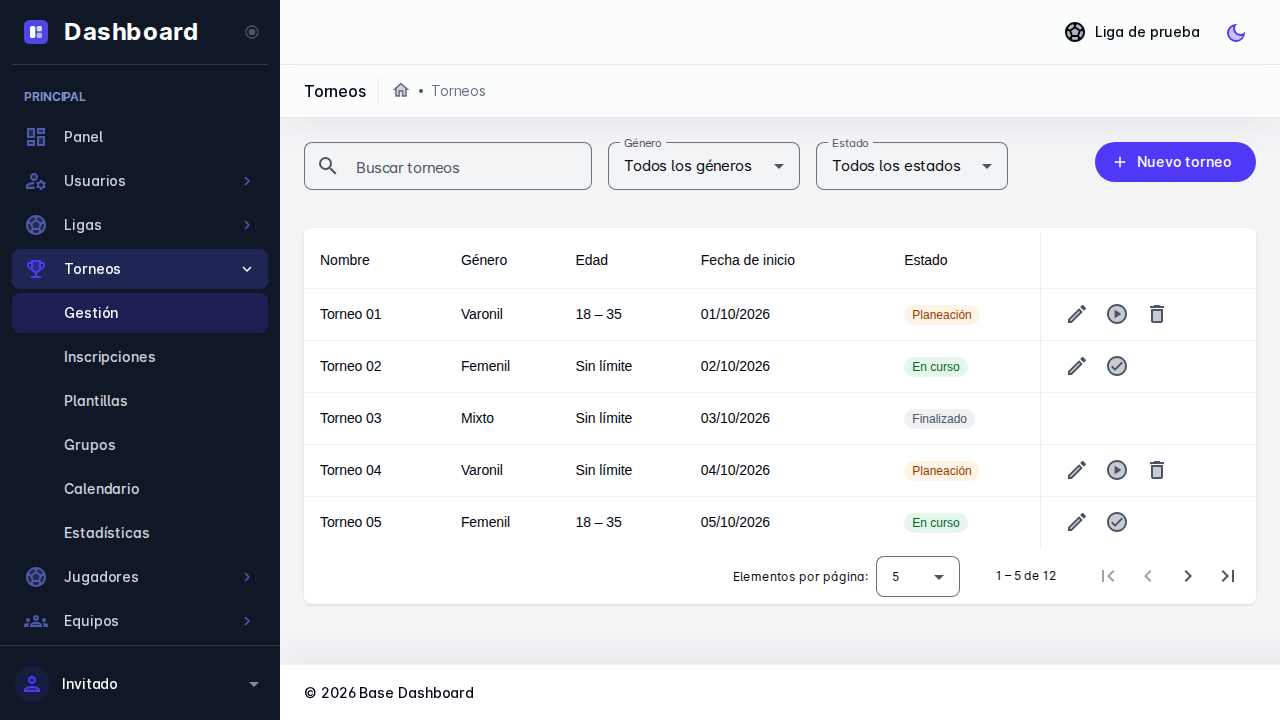 Dashboard
PRINCIPAL
Panel
Usuarios
Ligas
Torneos
Gestión
Inscripciones
Plantillas
Grupos
Calendario
Estadísticas
Jugadores
Equipos
Invitado
Liga de prueba
Torneos • Torneos
Buscar torneos
Género
Todos los géneros
Estado
Todos los estados
Nuevo torneo
Nombre Género Edad Fecha de inicio Estado
Torneo 01 Varonil 18 – 35 01/10/2026 Planeación
Torneo 02 Femenil Sin límite 02/10/2026 En curso
Torneo 03 Mixto Sin límite 03/10/2026 Finalizado
Torneo 04 Varonil Sin límite 04/10/2026 Planeación
Torneo 05 Femenil 18 – 35 05/10/2026 En curso
Elementos por página: 5 1 – 5 de 12
© 2026 Base Dashboard